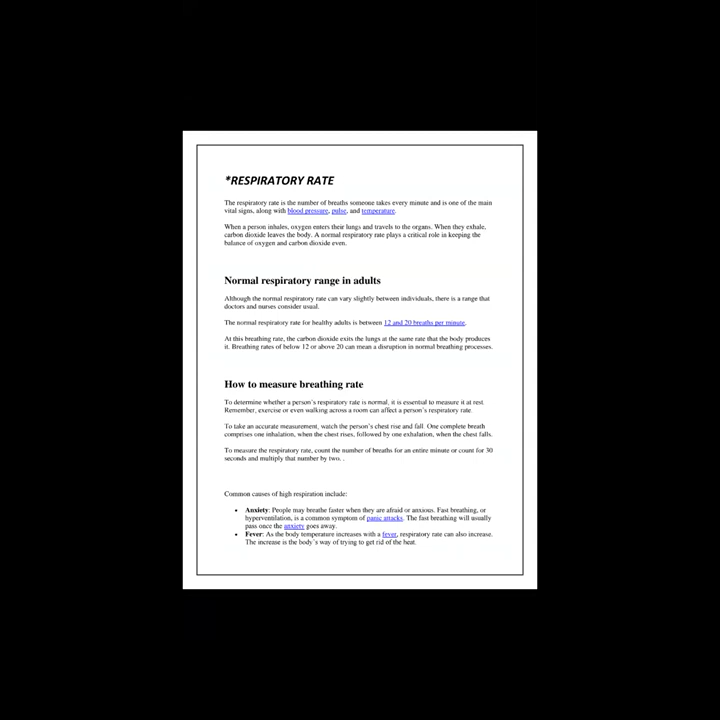 *RESPIRATORY RATE
The respiratory rate is the number of breaths someone takes every minute and is one of the main
vital signs, along with blood pressure, pulse, and temperature.
When a person inhales, oxygen enters their lungs and travels to the organs. When they exhale,
carbon dioxide leaves the body. A normal respiratory rate plays a critical role in keeping the
balance of oxygen and carbon dioxide even.
Normal respiratory range in adults
Although the normal respiratory rate can vary slightly between individuals, there is a range that
doctors and nurses consider usual.
The normal respiratory rate for healthy adults is between 12 and 20 breaths per minute.
At this breathing rate, the carbon dioxide exits the lungs at the same rate that the body produces
it. Breathing rates of below 12 or above 20 can mean a disruption in normal breathing processes.
How to measure breathing rate
To determine whether a person's respiratory rate is normal, it is essential to measure it at rest.
Remember, exercise or even walking across a room can affect a person's respiratory rate.
To take an accurate measurement, watch the person's chest rise and fall. One complete breath
comprises one inhalation, when the chest rises, followed by one exhalation, when the chest falls.
To measure the respiratory rate, count the number of breaths for an entire minute or count for 30
seconds and multiply that number by two. .
Common causes of high respiration include:
• Anxiety: People may breathe faster when they are afraid or anxious. Fast breathing, or
hyperventilation, is a common symptom of panic attacks. The fast breathing will usually
pass once the anxiety goes away.
• Fever: As the body temperature increases with a fever, respiratory rate can also increase.
The increase is the body's way of trying to get rid of the heat.